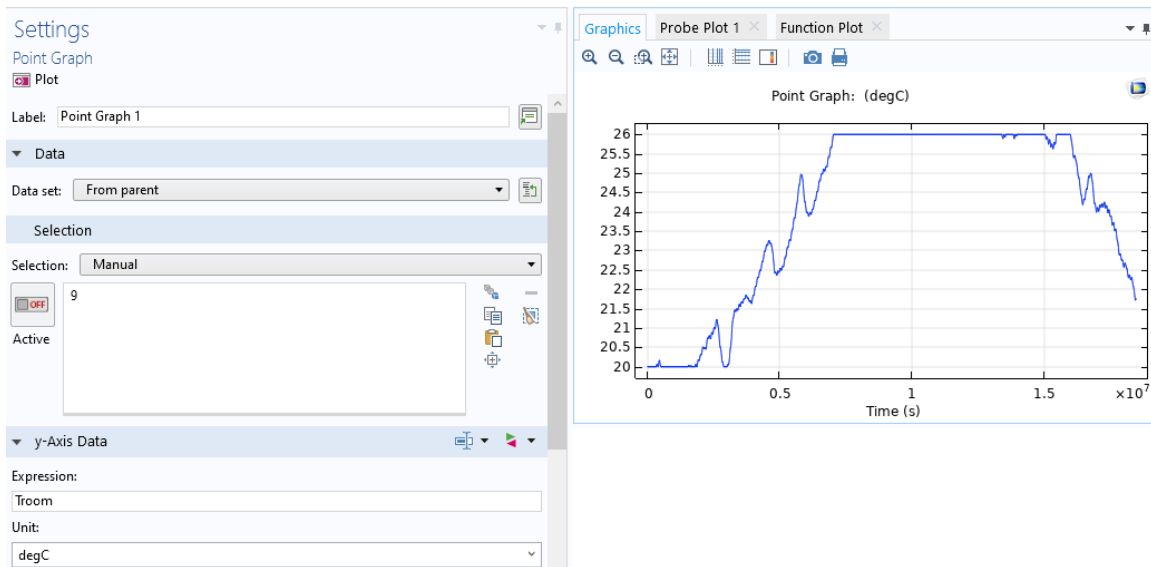 Settings
Point Graph
Plot
Label: Point Graph 1
Data
Data set: From parent
Selection
Selection: Manual
OFF
9
Active
y-Axis Data
Expression:
Troom
Unit:
degC
Graphics Probe Plot 1 Function Plot
Point Graph: (degC)
26
25.5
25
24.5
24
23.5
23
22.5
22
21.5
21
20.5
20
0 0.5 1 1.5 ×10⁷
Time (s)